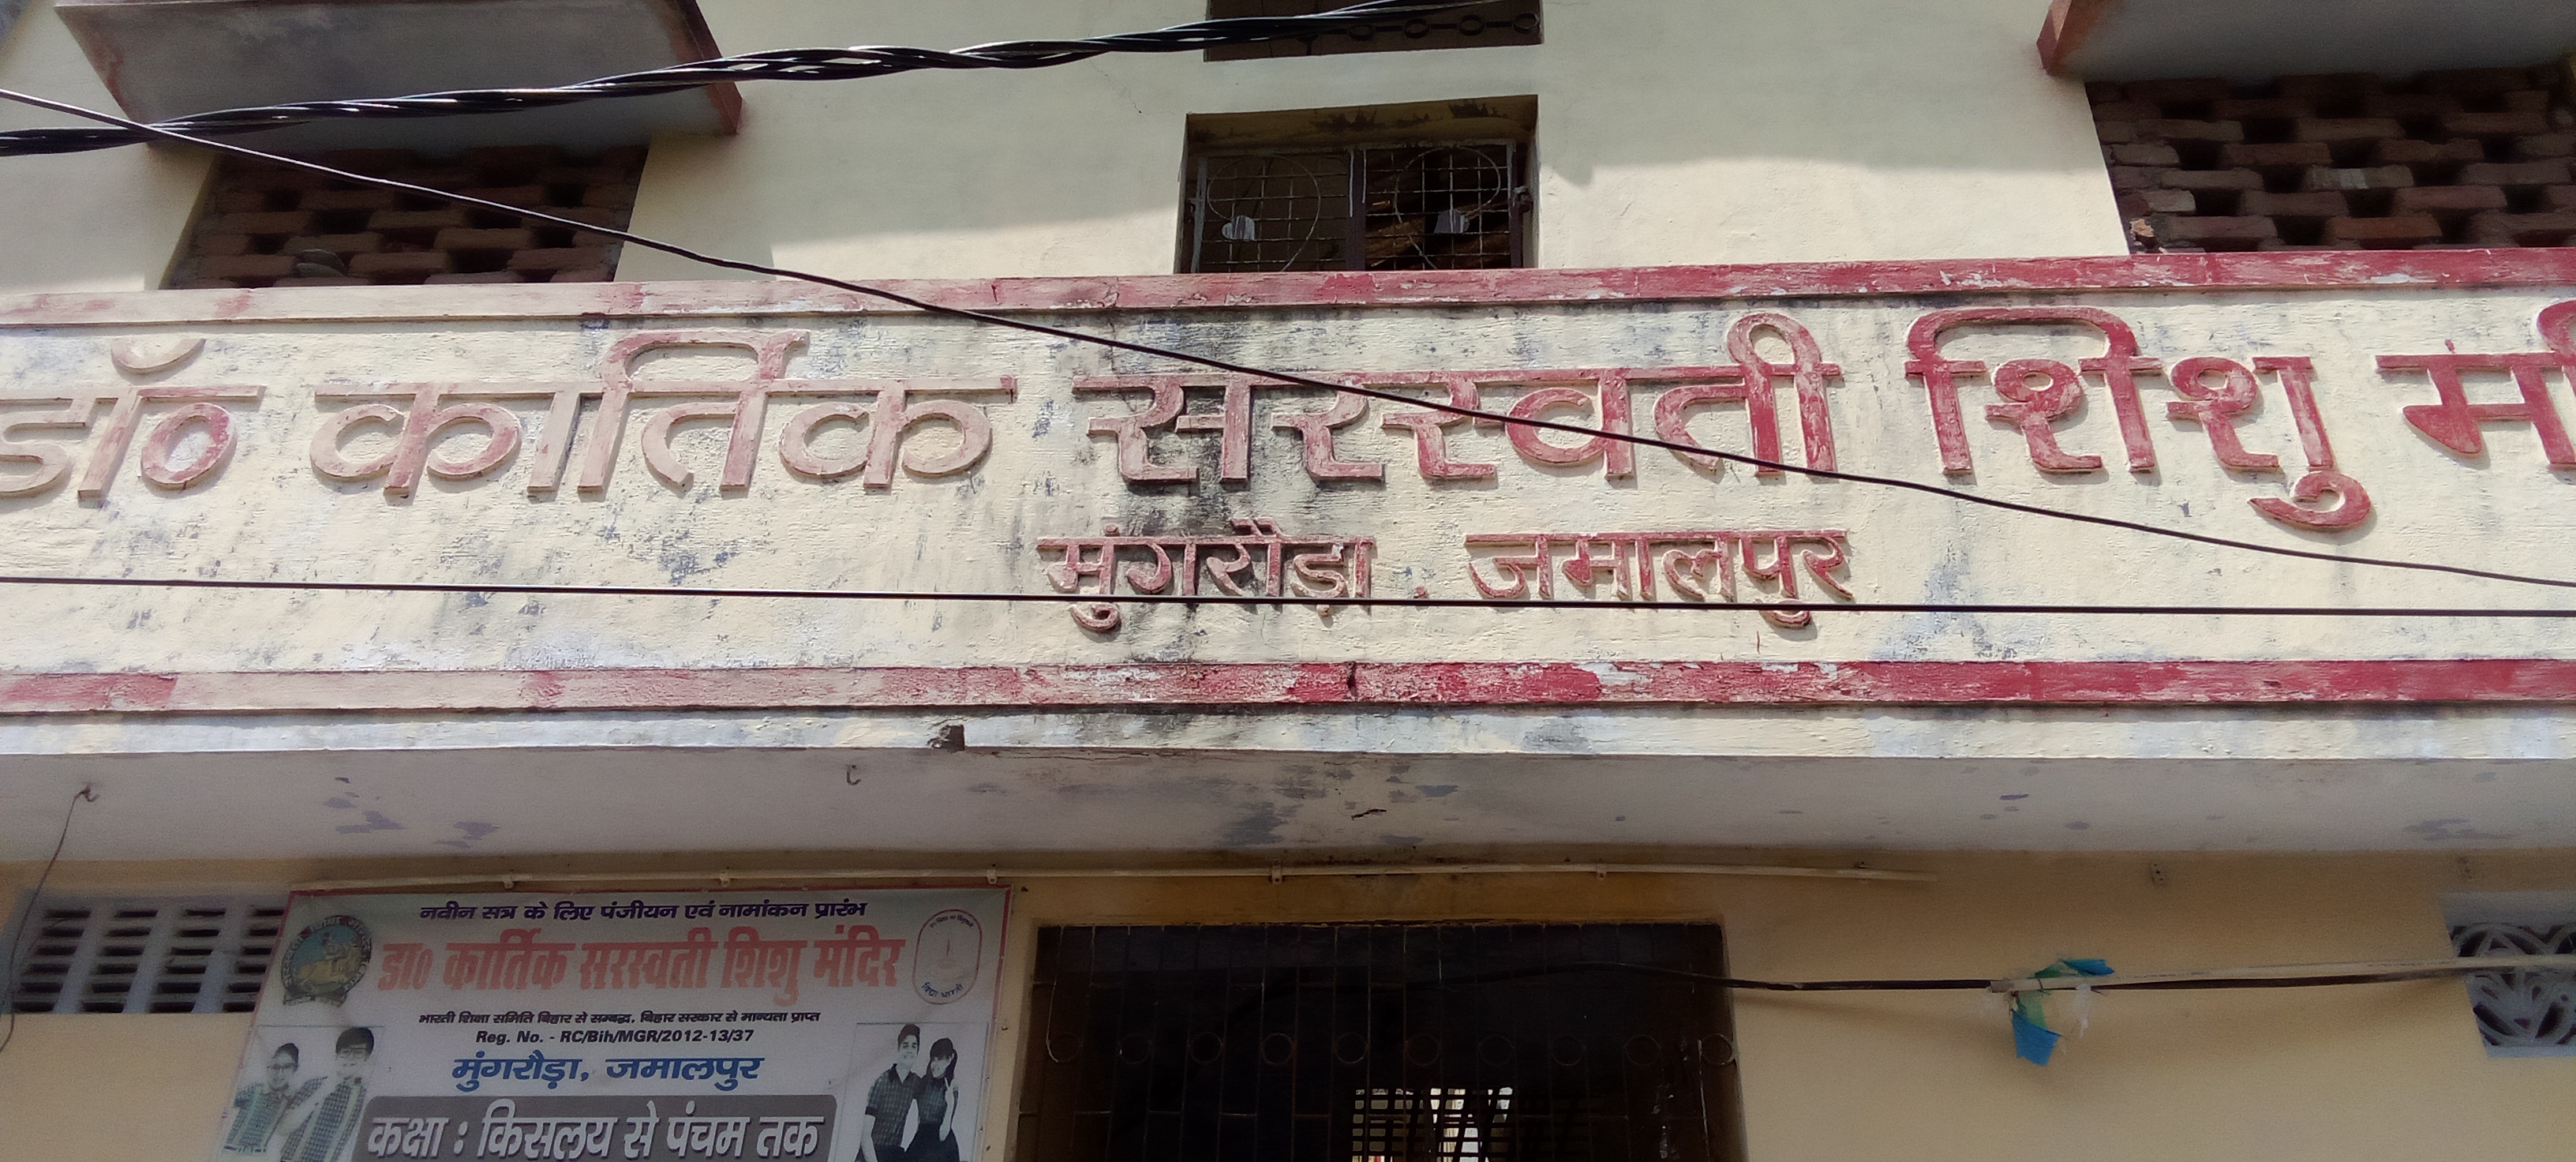 डॉ० कार्तिक सरस्वती शिशु
मुंगरौड़ा . जमालपुर
नवीन सत्र के लिए पंजीयन एवं नामांकन प्रारंभ
डा० कार्तिक सरस्वती शिशु मंदिर
विद्या भारती
भारती शिक्षा समिति बिहार से सम्बद्ध, बिहार सरकार से मान्यता प्राप्त
Reg. No. - RC/Bih/MGR/2012-13/37
मुंगरौड़ा, जमालपुर
कक्षा : किसलय से पंचम तक